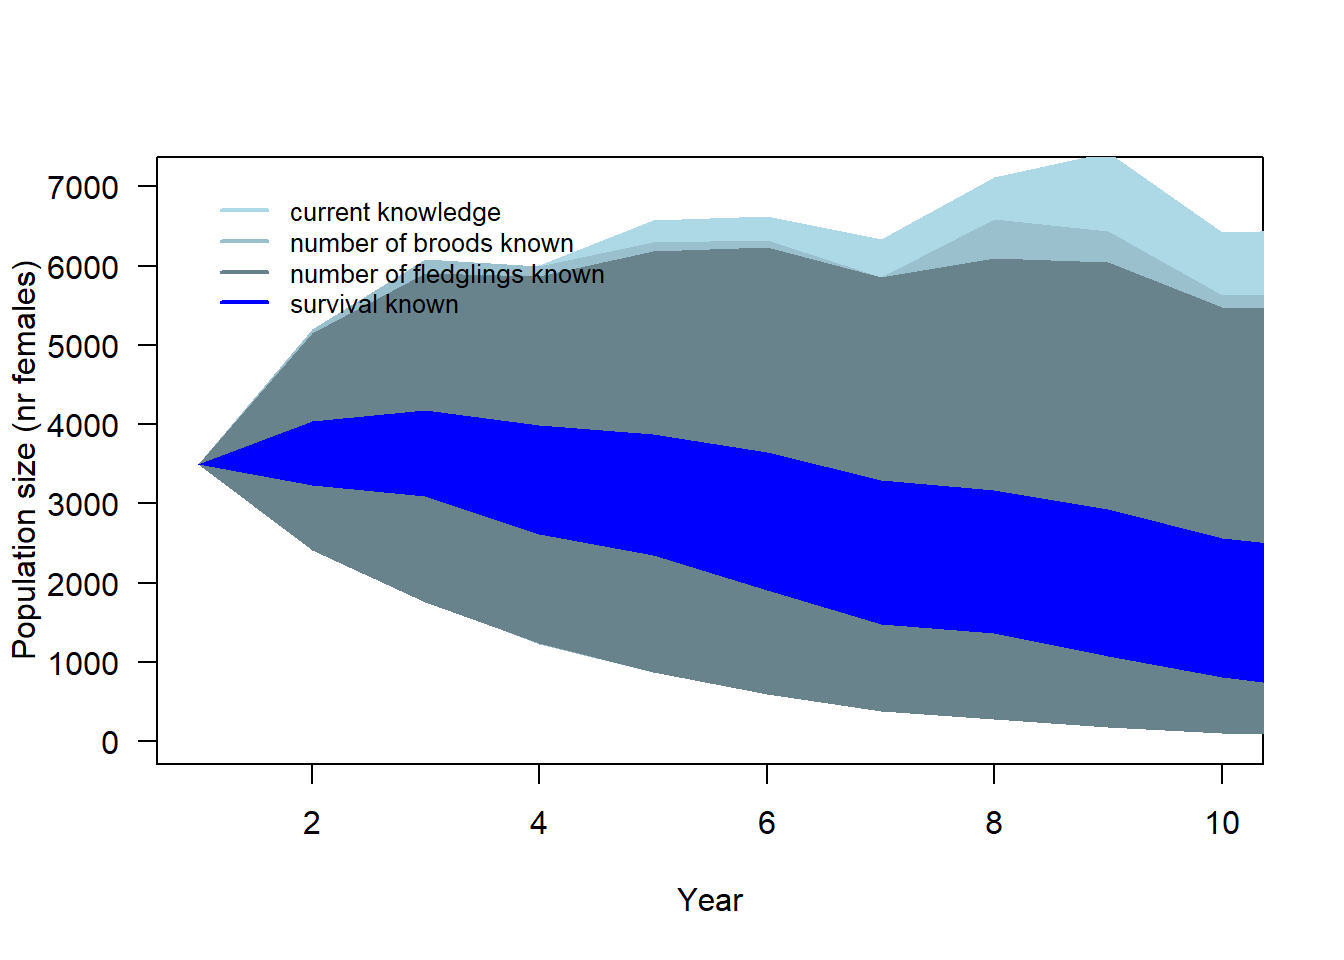 Population size (nr females)
7000
6000
5000
4000
3000
2000
1000
0
current knowledge
number of broods known
number of fledglings known
survival known
2 4 6 8 10
Year